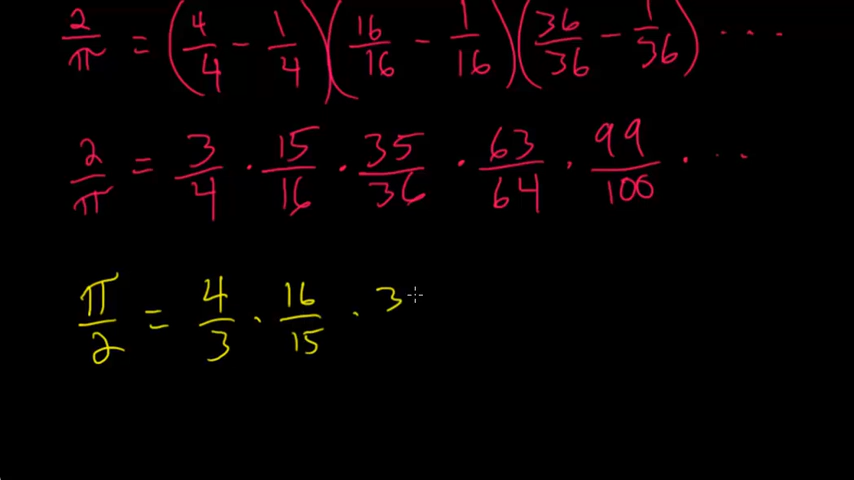 2/π = (4/4 - 1/4)(16/16 - 1/16)(36/36 - 1/36) ...
2/π = 3/4 · 15/16 · 35/36 · 63/64 · 99/100 · ...
π/2 = 4/3 · 16/15 · 3